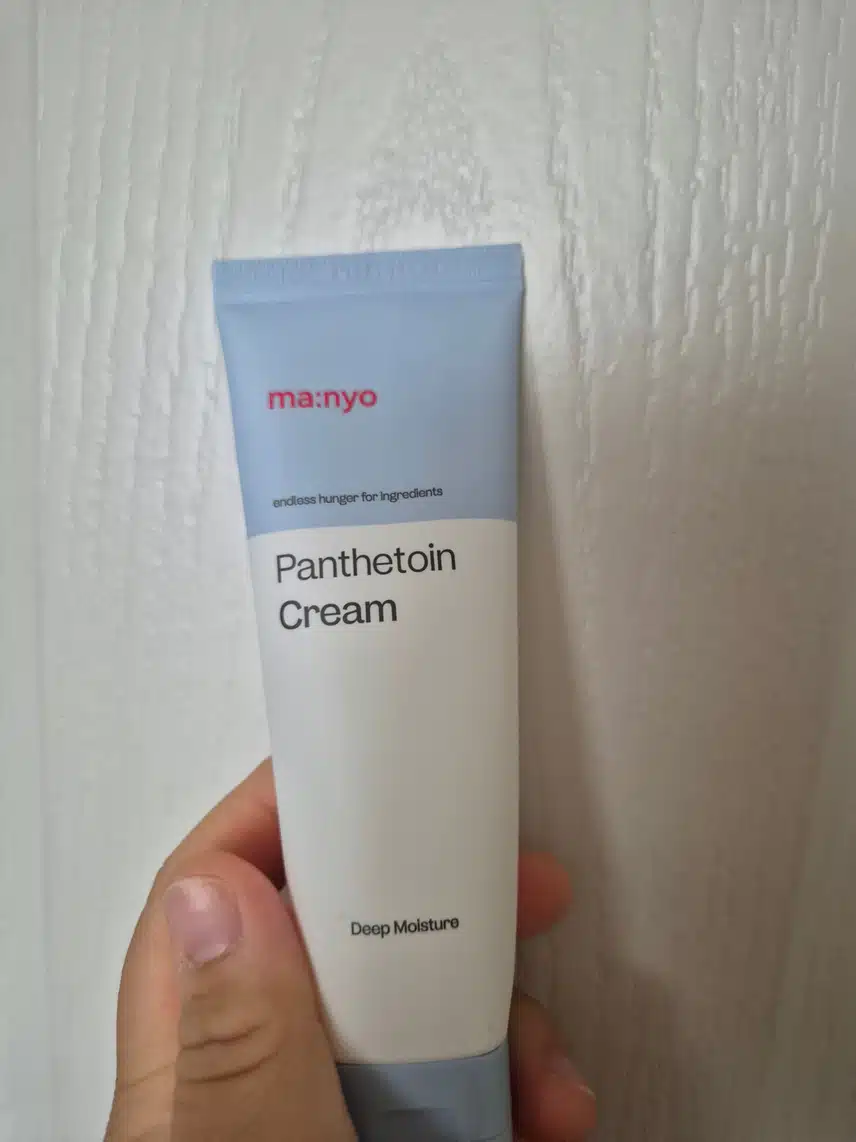 ma:nyo
endless hunger for ingredients
Panthetoin
Cream
Deep Moisture